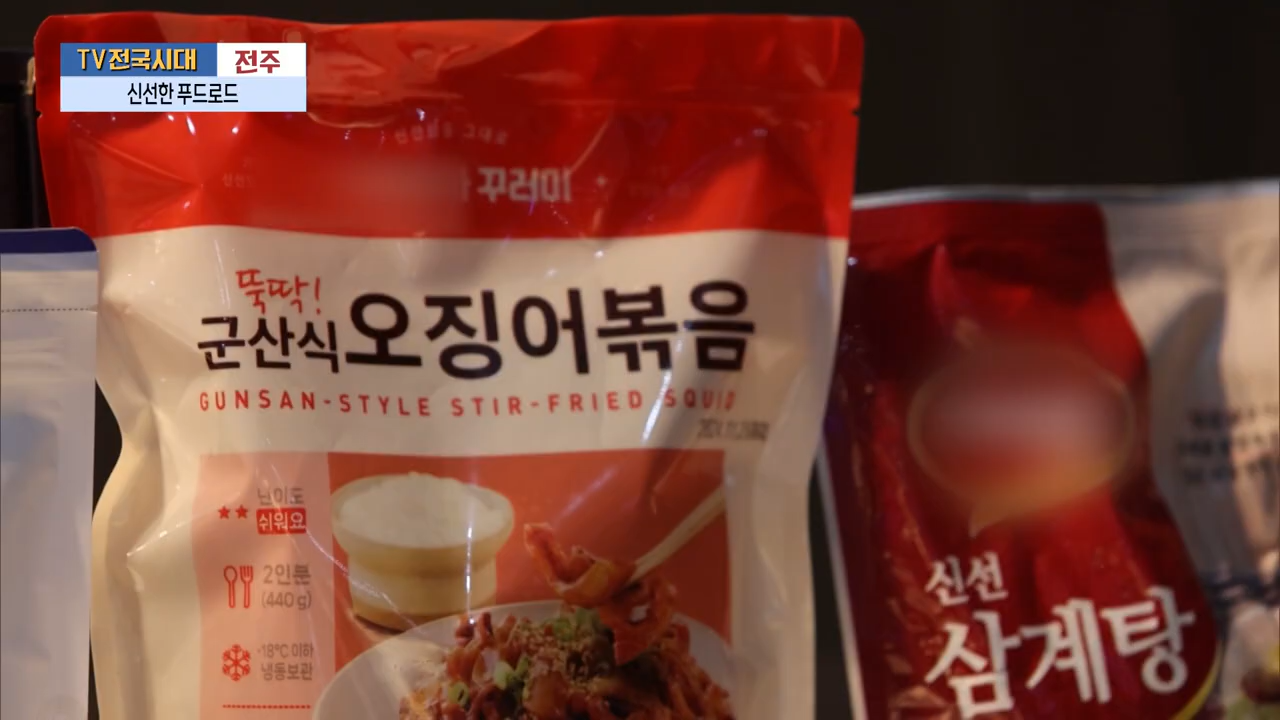 TV전국시대 전주
신선한 푸드로드
꾸러미
뚝딱!
군산식 오징어볶음
GUNSAN-STYLE STIR-FRIED SQUID
난이도
쉬워요
2인분
(440 g)
-18℃ 이하
냉동보관
신선
삼계탕